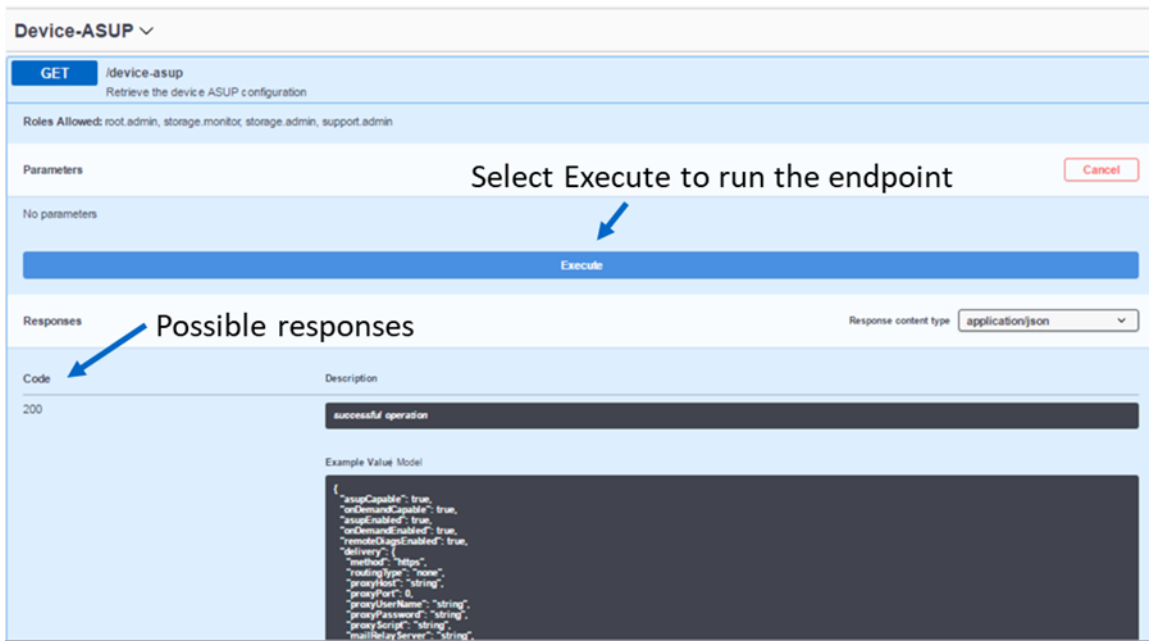 Device-ASUP
GET /device-asup
Retrieve the device ASUP configuration
Roles Allowed: root.admin, storage.monitor, storage.admin, support.admin
Parameters
Select Execute to run the endpoint
Cancel
No parameters
Execute
Responses
Possible responses
Response content type application/json
Code Description
200 successful operation
Example Value Model
{
"asupCapable": true,
"onDemandCapable": true,
"asupEnabled": true,
"onDemandEnabled": true,
"remoteDiagsEnabled": true,
"delivery": {
"method": "https",
"routingType": "none",
"proxyHost": "string",
"proxyPort": 0,
"proxyUserName": "string",
"proxyPassword": "string",
"proxyScript": "string",
"mailRelayServer": "string",